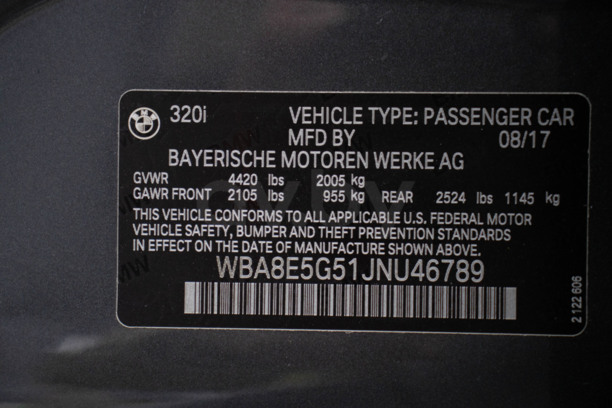 320i VEHICLE TYPE: PASSENGER CAR
MFD BY 08/17
BAYERISCHE MOTOREN WERKE AG
GVWR 4420 lbs 2005 kg
GAWR FRONT 2105 lbs 955 kg REAR 2524 lbs 1145 kg
THIS VEHICLE CONFORMS TO ALL APPLICABLE U.S. FEDERAL MOTOR
VEHICLE SAFETY, BUMPER AND THEFT PREVENTION STANDARDS
IN EFFECT ON THE DATE OF MANUFACTURE SHOWN ABOVE.
WBA8E5G51JNU46789
2 122 606